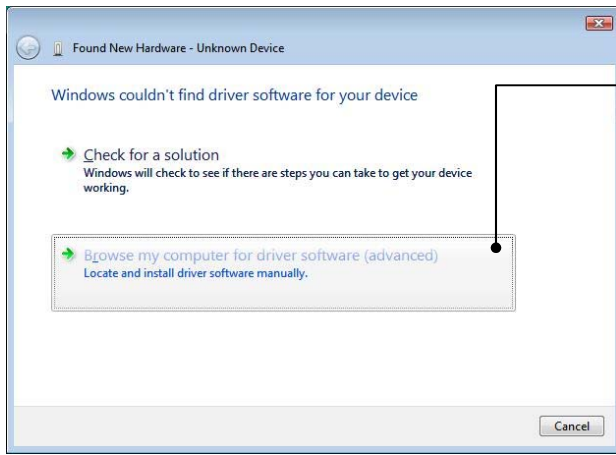 Found New Hardware - Unknown Device
Windows couldn't find driver software for your device
Check for a solution
Windows will check to see if there are steps you can take to get your device
working.
Browse my computer for driver software (advanced)
Locate and install driver software manually.
Cancel